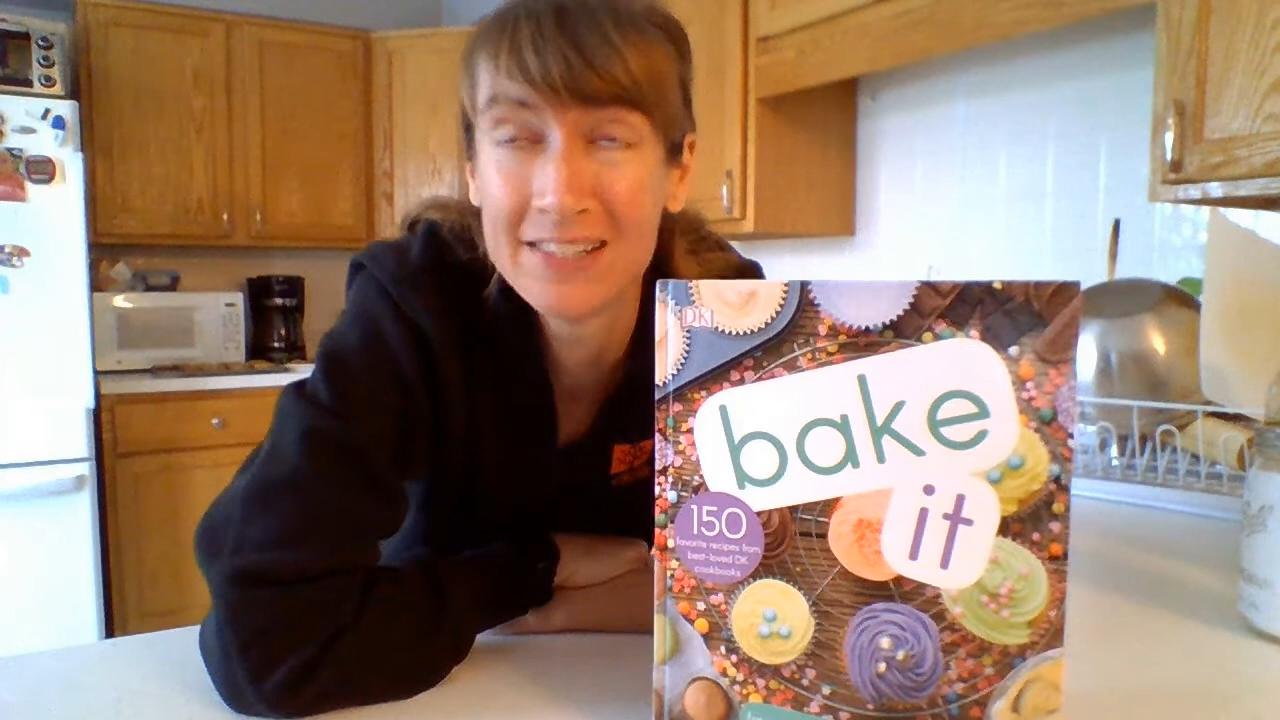 DK
bake
it
150
favorite recipes from
best-loved DK
cookbooks